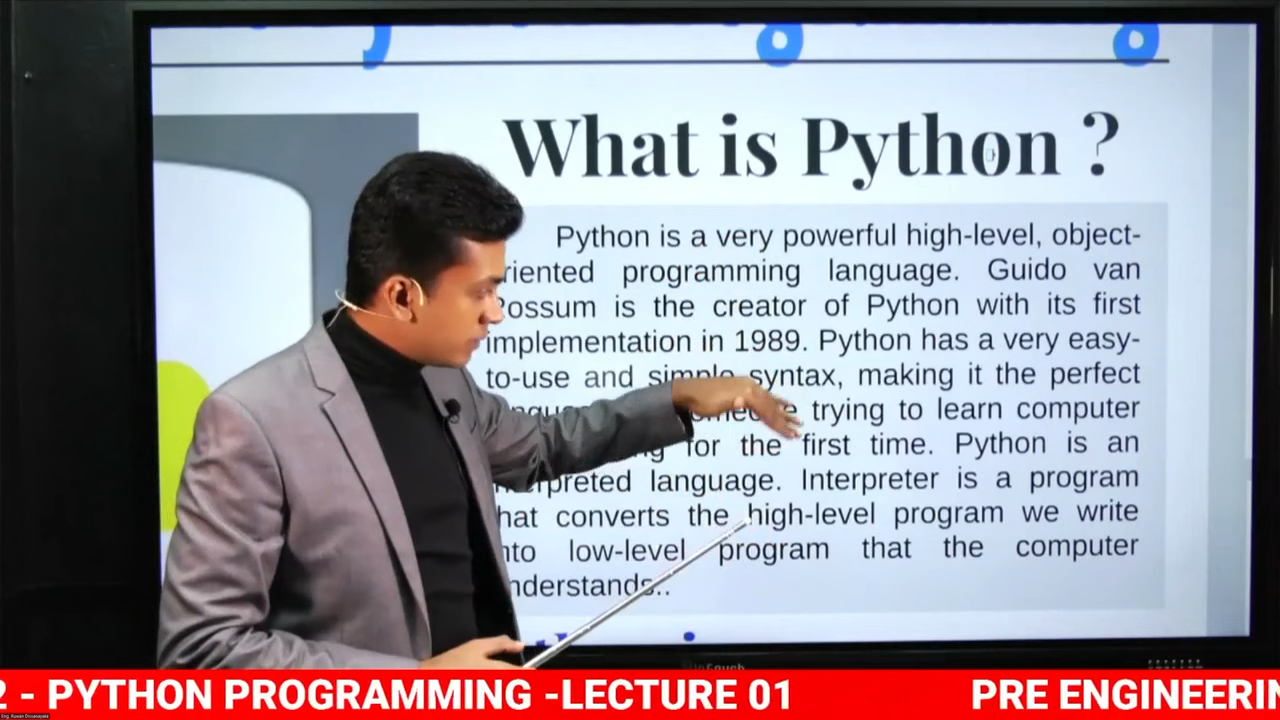 What is Python ?
Python is a very powerful high-level, object-
riented programming language. Guido van
Rossum is the creator of Python with its first
implementation in 1989. Python has a very easy-
to-use and simple syntax, making it the perfect
trying to learn computer
for the first time. Python is an
interpreted language. Interpreter is a program
hat converts the high-level program we write
nto low-level program that the computer
nderstands..
2 - PYTHON PROGRAMMING -LECTURE 01 PRE ENGINEERIN